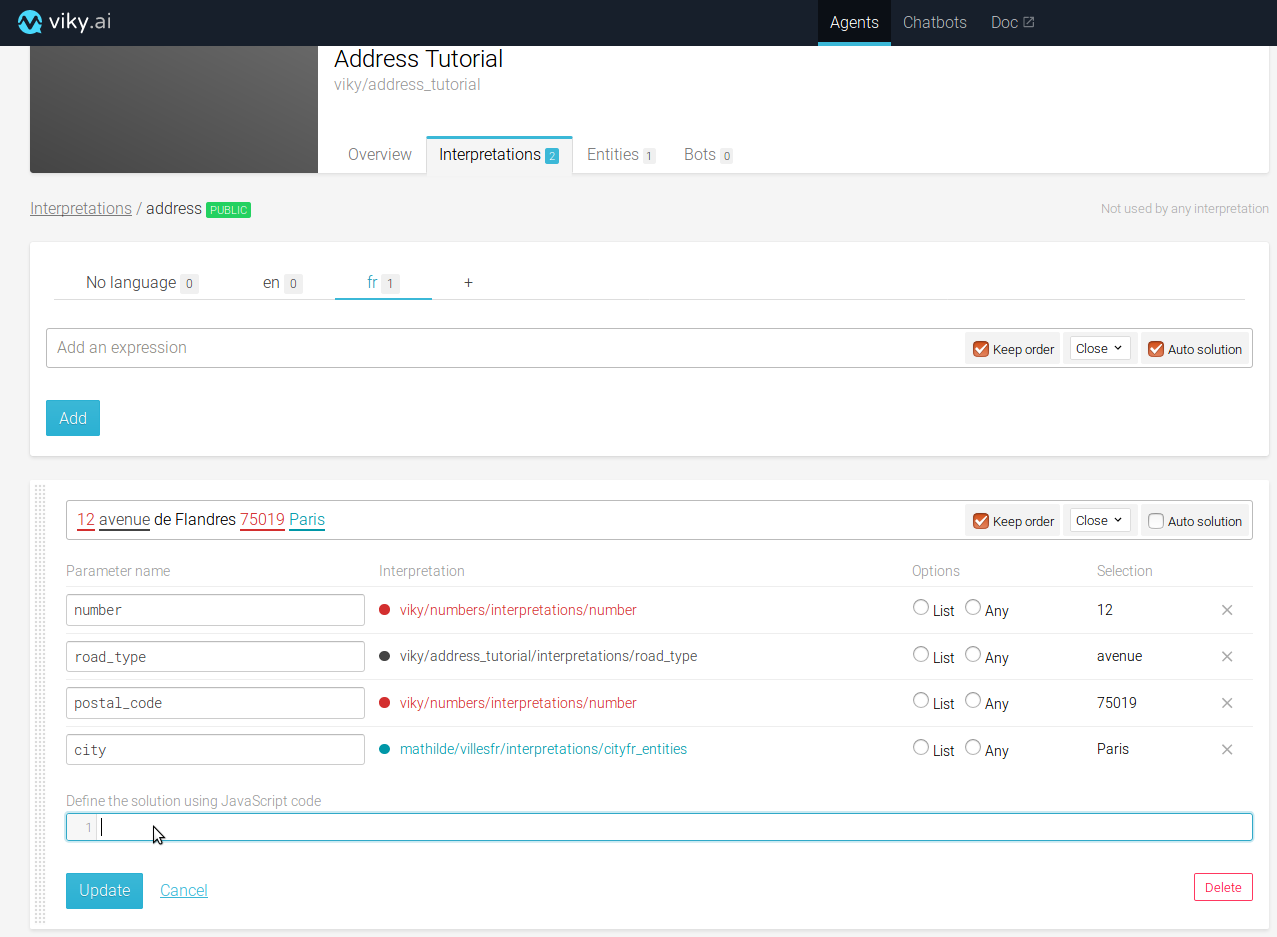 viky.ai Agents Chatbots Doc
Address Tutorial
viky/address_tutorial
Overview Interpretations 2 Entities 1 Bots 0
Interpretations / address PUBLIC Not used by any interpretation
No language 0 en 0 fr 1 +
Add an expression Keep order Close Auto solution
Add
12 avenue de Flandres 75019 Paris Keep order Close Auto solution
Parameter name Interpretation Options Selection
number viky/numbers/interpretations/number List Any 12
road_type viky/address_tutorial/interpretations/road_type List Any avenue
postal_code viky/numbers/interpretations/number List Any 75019
city mathilde/villesfr/interpretations/cityfr_entities List Any Paris
Define the solution using JavaScript code
1
Update Cancel Delete